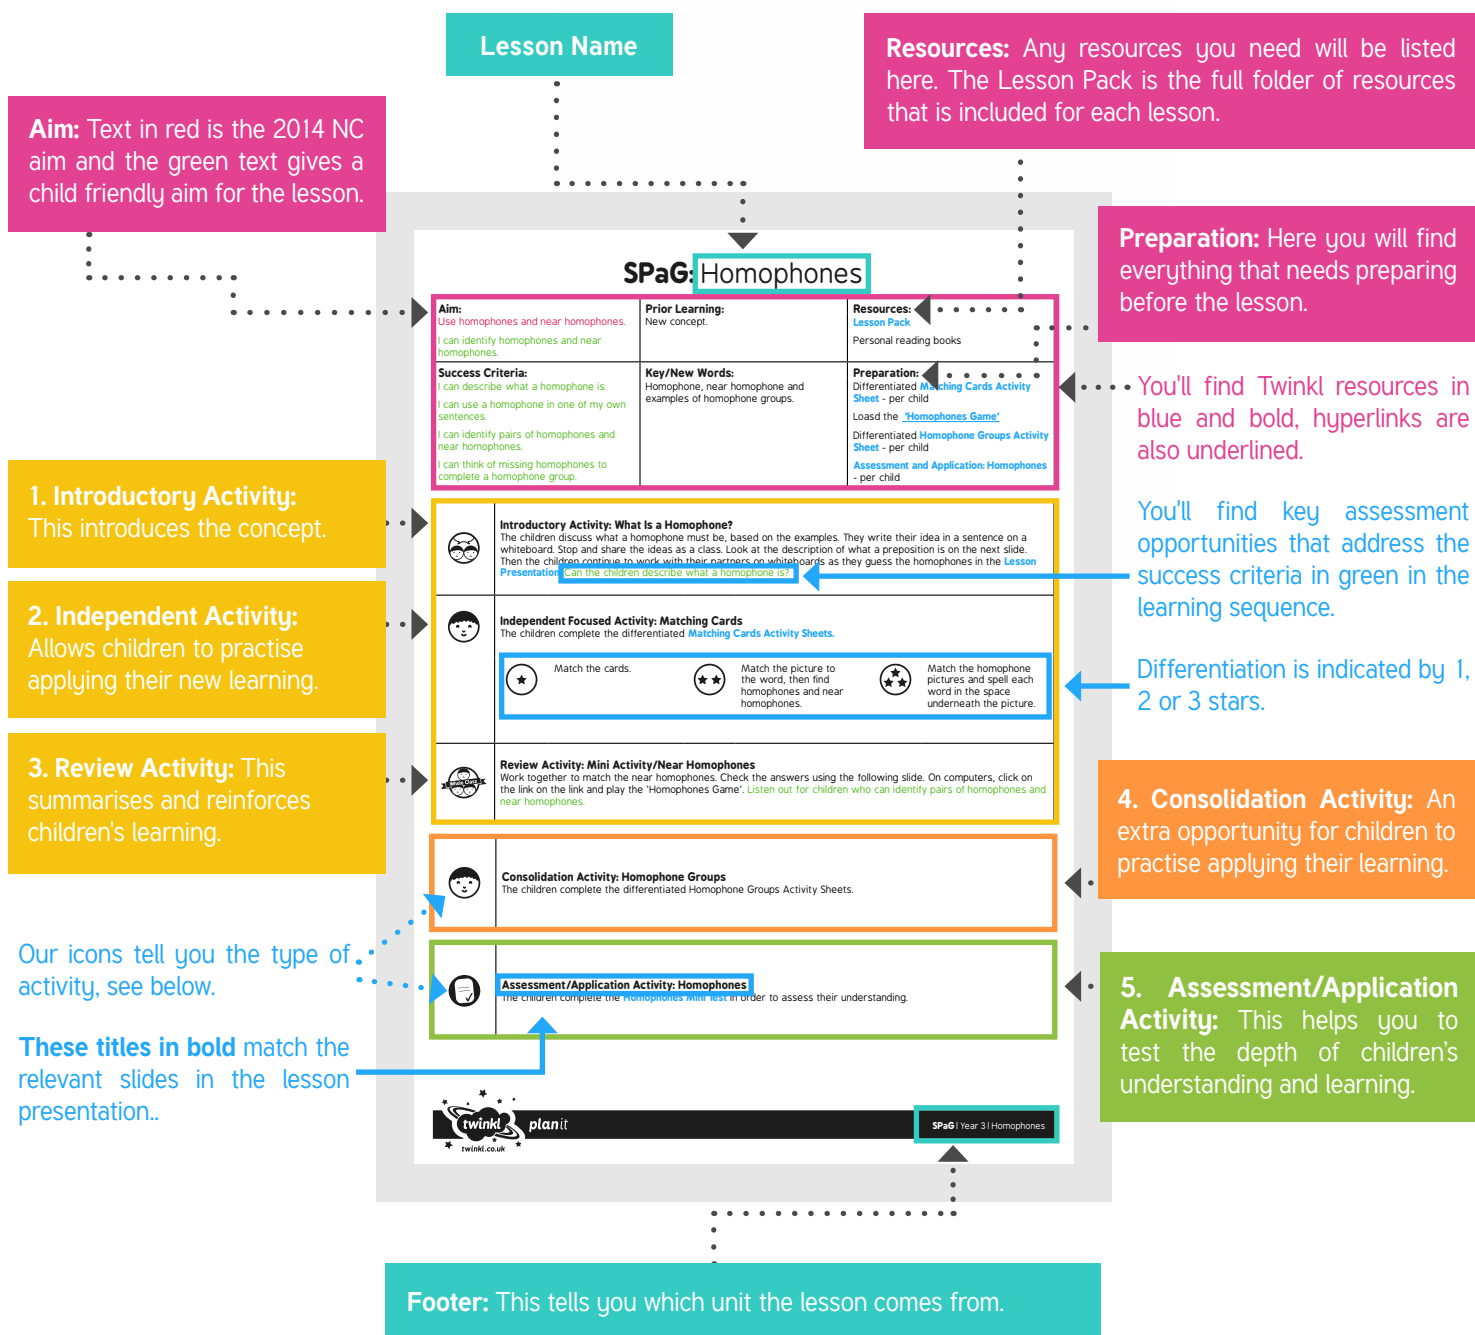 Lesson Name
Resources: Any resources you need will be listed
here. The Lesson Pack is the full folder of resources
that is included for each lesson.
Aim: Text in red is the 2014 NC
aim and the green text gives a
child friendly aim for the lesson.
Preparation: Here you will find
everything that needs preparing
before the lesson.
SPaG: Homophones
Aim:
Use homophones and near homophones.
I can identify homophones and near
homophones.
Prior Learning:
New concept.
Resources:
Lesson Pack
Personal reading books
Success Criteria:
I can describe what a homophone is.
I can use a homophone in one of my own
sentences.
I can identify pairs of homophones and
near homophones.
I can think of missing homophones to
complete a homophone group.
Key/New Words:
Homophone, near homophone and
examples of homophone groups.
Preparation:
Differentiated Matching Cards Activity
Sheet - per child
Loasd the 'Homophones Game'
Differentiated Homophone Groups Activity
Sheet - per child
Assessment and Application: Homophones
- per child
You'll find Twinkl resources in
blue and bold, hyperlinks are
also underlined.
1. Introductory Activity:
This introduces the concept.
Introductory Activity: What Is a Homophone?
The children discuss what a homophone must be, based on the examples. They write their idea in a sentence on a
whiteboard. Stop and share the ideas as a class. Look at the description of what a preposition is on the next slide.
Then the children continue to work with their partners on whiteboards as they guess the homophones in the Lesson
Presentation. Can the children describe what a homophone is?
You'll find key assessment
opportunities that address the
success criteria in green in the
learning sequence.
2. Independent Activity:
Allows children to practise
applying their new learning.
Independent Focused Activity: Matching Cards
The children complete the differentiated Matching Cards Activity Sheets.
Match the cards.
Match the picture to
the word, then find
homophones and near
homophones.
Match the homophone
pictures and spell each
word in the space
underneath the picture.
Differentiation is indicated by 1,
2 or 3 stars.
3. Review Activity: This
summarises and reinforces
children's learning.
Whole Class
Review Activity: Mini Activity/Near Homophones
Work together to match the near homophones. Check the answers using the following slide. On computers, click on
the link on the link and play the 'Homophones Game'. Listen out for children who can identify pairs of homophones and
near homophones.
4. Consolidation Activity: An
extra opportunity for children to
practise applying their learning.
Consolidation Activity: Homophone Groups
The children complete the differentiated Homophone Groups Activity Sheets.
Our icons tell you the type of
activity, see below.
These titles in bold match the
relevant slides in the lesson
presentation..
Assessment/Application Activity: Homophones
The children complete the Homophones Mini Test in order to assess their understanding.
5. Assessment/Application
Activity: This helps you to
test the depth of children's
understanding and learning.
twinkl
planit
twinkl.co.uk
SPaG | Year 3 | Homophones
Footer: This tells you which unit the lesson comes from.